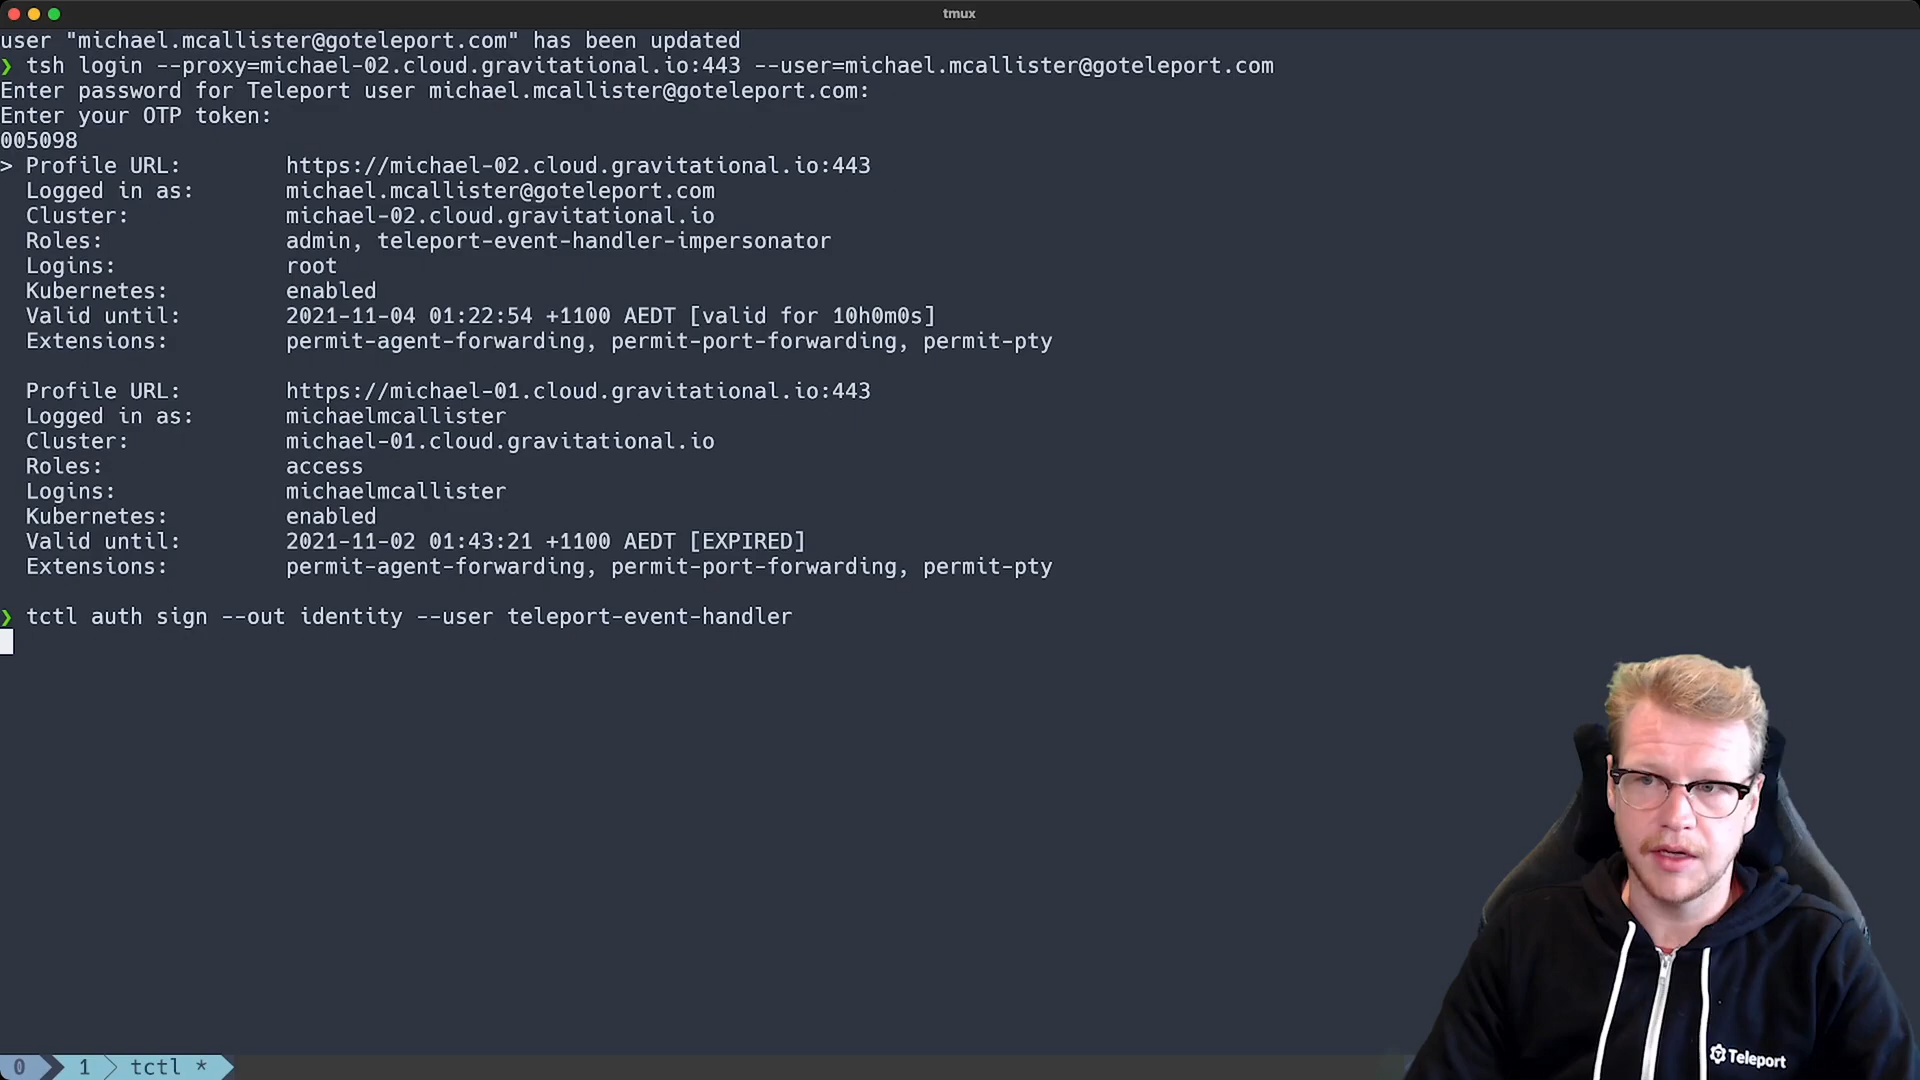 tmux
user "michael.mcallister@goteleport.com" has been updated
❯ tsh login --proxy=michael-02.cloud.gravitational.io:443 --user=michael.mcallister@goteleport.com
Enter password for Teleport user michael.mcallister@goteleport.com:
Enter your OTP token:
005098
> Profile URL:        https://michael-02.cloud.gravitational.io:443
  Logged in as:       michael.mcallister@goteleport.com
  Cluster:            michael-02.cloud.gravitational.io
  Roles:              admin, teleport-event-handler-impersonator
  Logins:             root
  Kubernetes:         enabled
  Valid until:        2021-11-04 01:22:54 +1100 AEDT [valid for 10h0m0s]
  Extensions:         permit-agent-forwarding, permit-port-forwarding, permit-pty
  Profile URL:        https://michael-01.cloud.gravitational.io:443
  Logged in as:       michaelmcallister
  Cluster:            michael-01.cloud.gravitational.io
  Roles:              access
  Logins:             michaelmcallister
  Kubernetes:         enabled
  Valid until:        2021-11-02 01:43:21 +1100 AEDT [EXPIRED]
  Extensions:         permit-agent-forwarding, permit-port-forwarding, permit-pty
❯ tctl auth sign --out identity --user teleport-event-handler
Teleport
0 1 tctl *